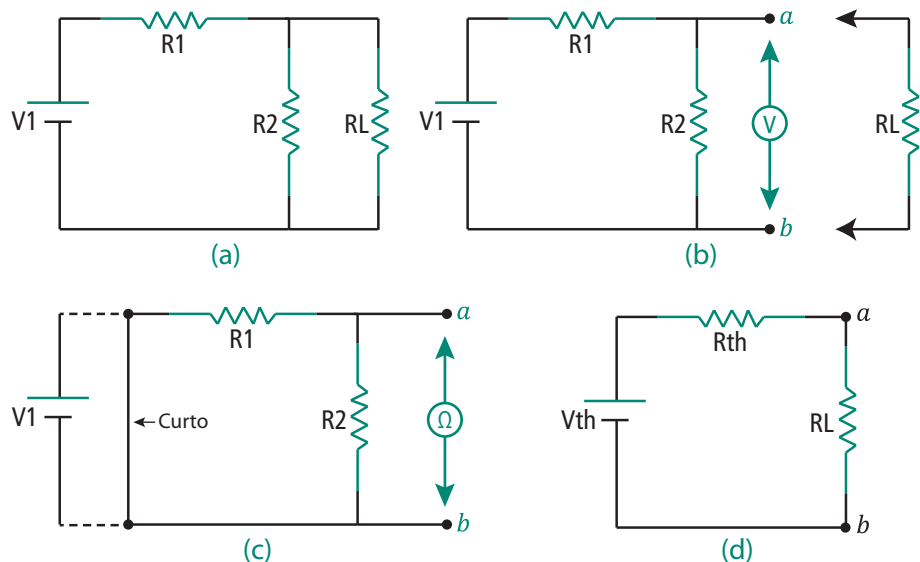 R1
V1
R2
RL
(a)
R1
a
V1
R2
V
RL
b
(b)
R1
a
V1
Curto
R2
Ω
b
(c)
Rth
a
Vth
RL
b
(d)